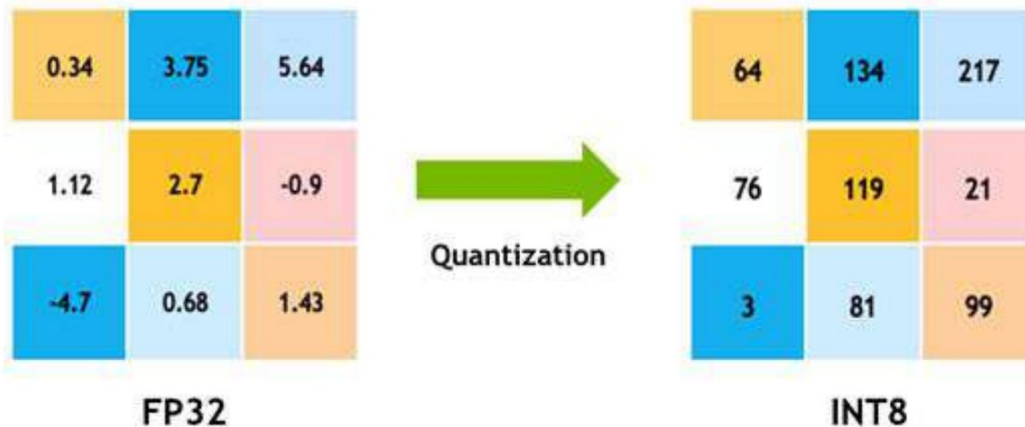 0.34 3.75 5.64 64 134 217
1.12 2.7 -0.9 76 119 21
Quantization
-4.7 0.68 1.43 3 81 99
FP32 INT8